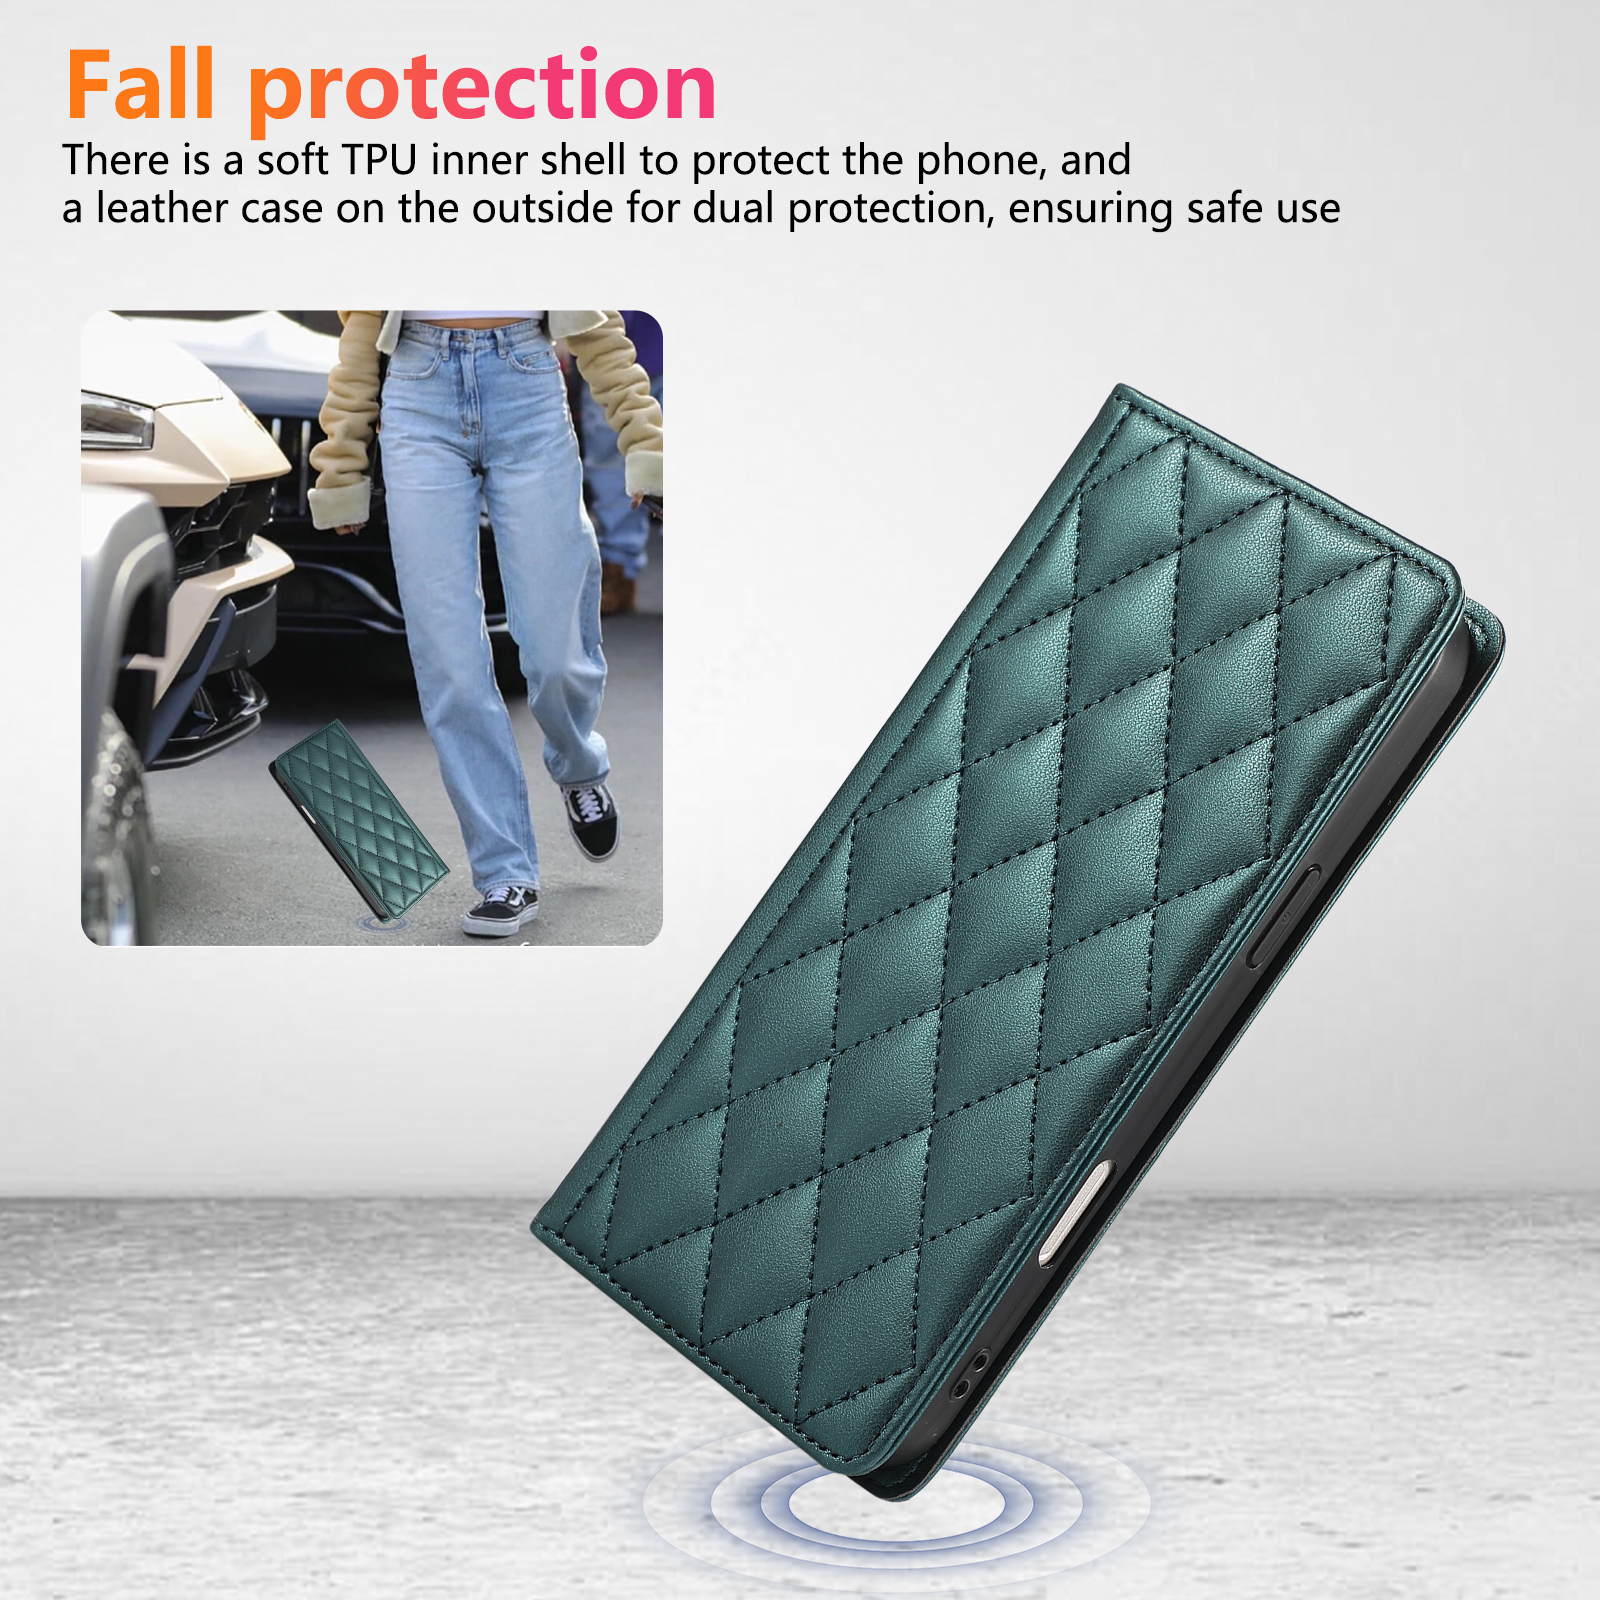 Fall protection
There is a soft TPU inner shell to protect the phone, and
a leather case on the outside for dual protection, ensuring safe use